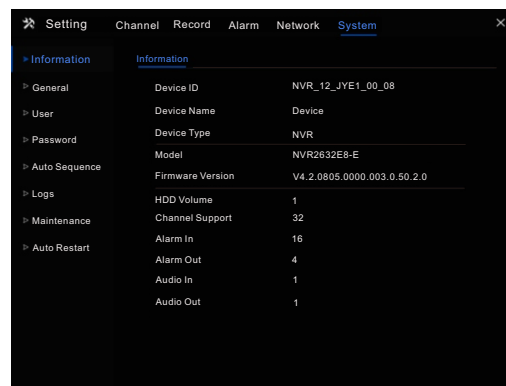 Setting Channel Record Alarm Network System ×
Information
General
User
Password
Auto Sequence
Logs
Maintenance
Auto Restart
Information
Device ID NVR_12_JYE1_00_08
Device Name Device
Device Type NVR
Model NVR2632E8-E
Firmware Version V4.2.0805.0000.003.0.50.2.0
HDD Volume 1
Channel Support 32
Alarm In 16
Alarm Out 4
Audio In 1
Audio Out 1